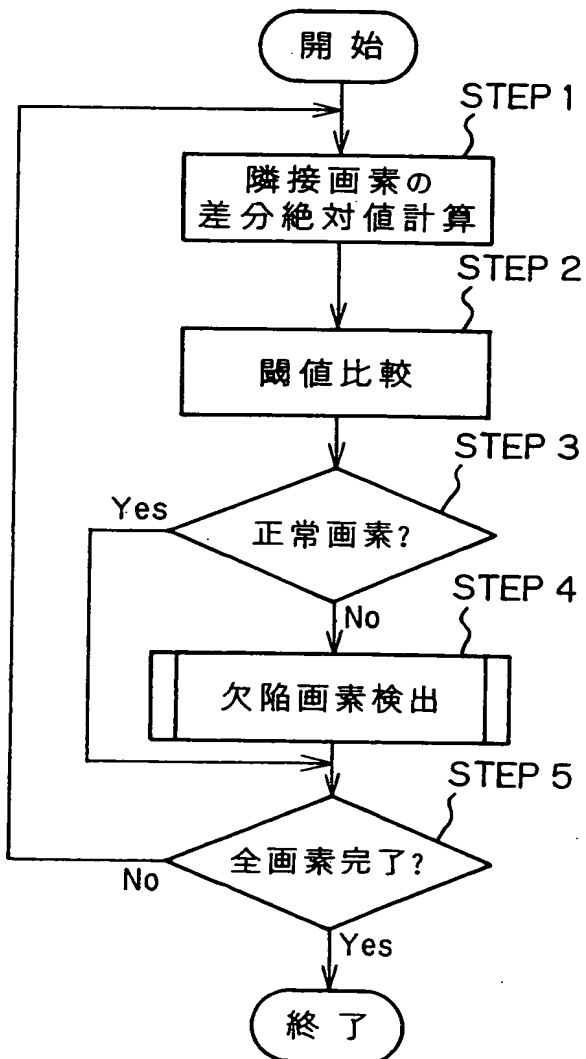 開始
STEP 1
隣接画素の
差分絶対値計算
STEP 2
閾値比較
STEP 3
Yes
正常画素?
No
STEP 4
欠陥画素検出
STEP 5
全画素完了?
No
Yes
終了